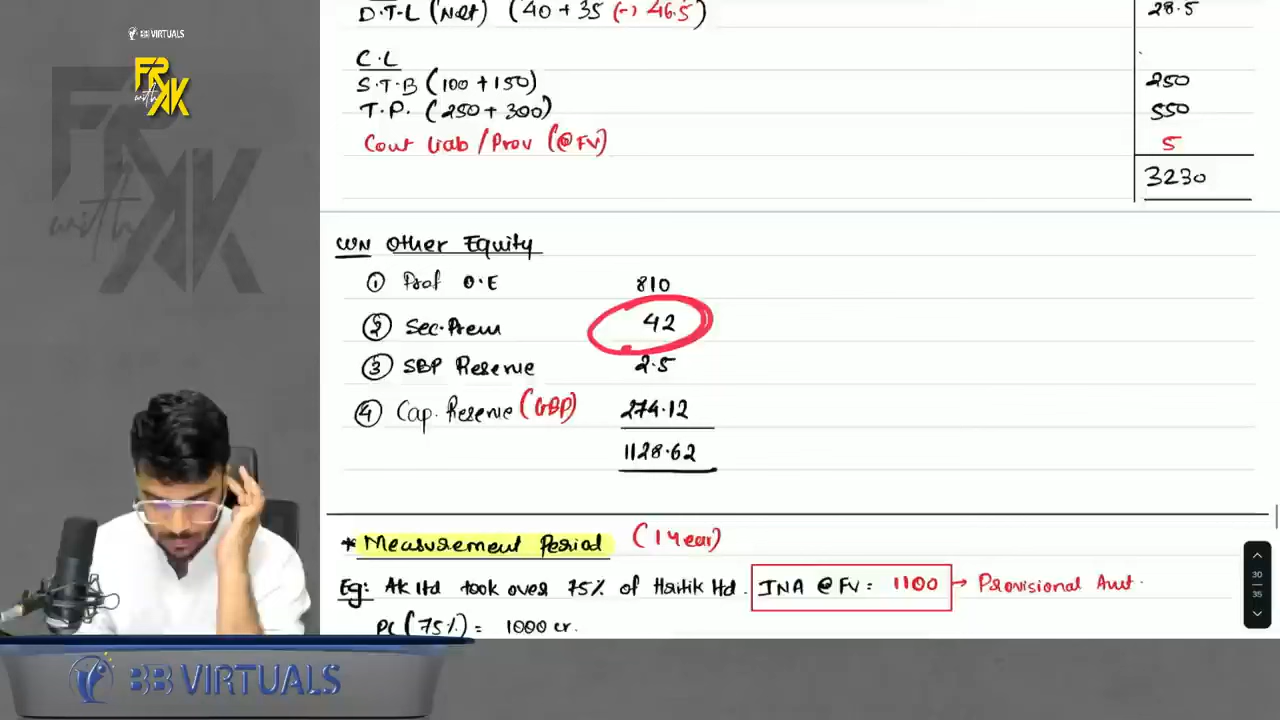 BB VIRTUALS
FR
with
AK
D.T.L (Net) (40 + 35 (-) 46.5) 28.5
C.L
S.T.B (100 + 150) 250
T.P. (250 + 300) 550
Cont Liab / Prov (@ FV) 5
3230
WN Other Equity
① Prof O.E 810
② Sec. Prem 42
③ SBP Reserve 2.5
④ Cap. Reserve (GBP) 274.12
1128.62
* Measurement Period (1 Year)
Eg: Ak ltd took over 75% of Hritik ltd. INA @ FV: 1100 → Provisional Amt.
PC (75%) = 1000 cr.
30
35
BB VIRTUALS